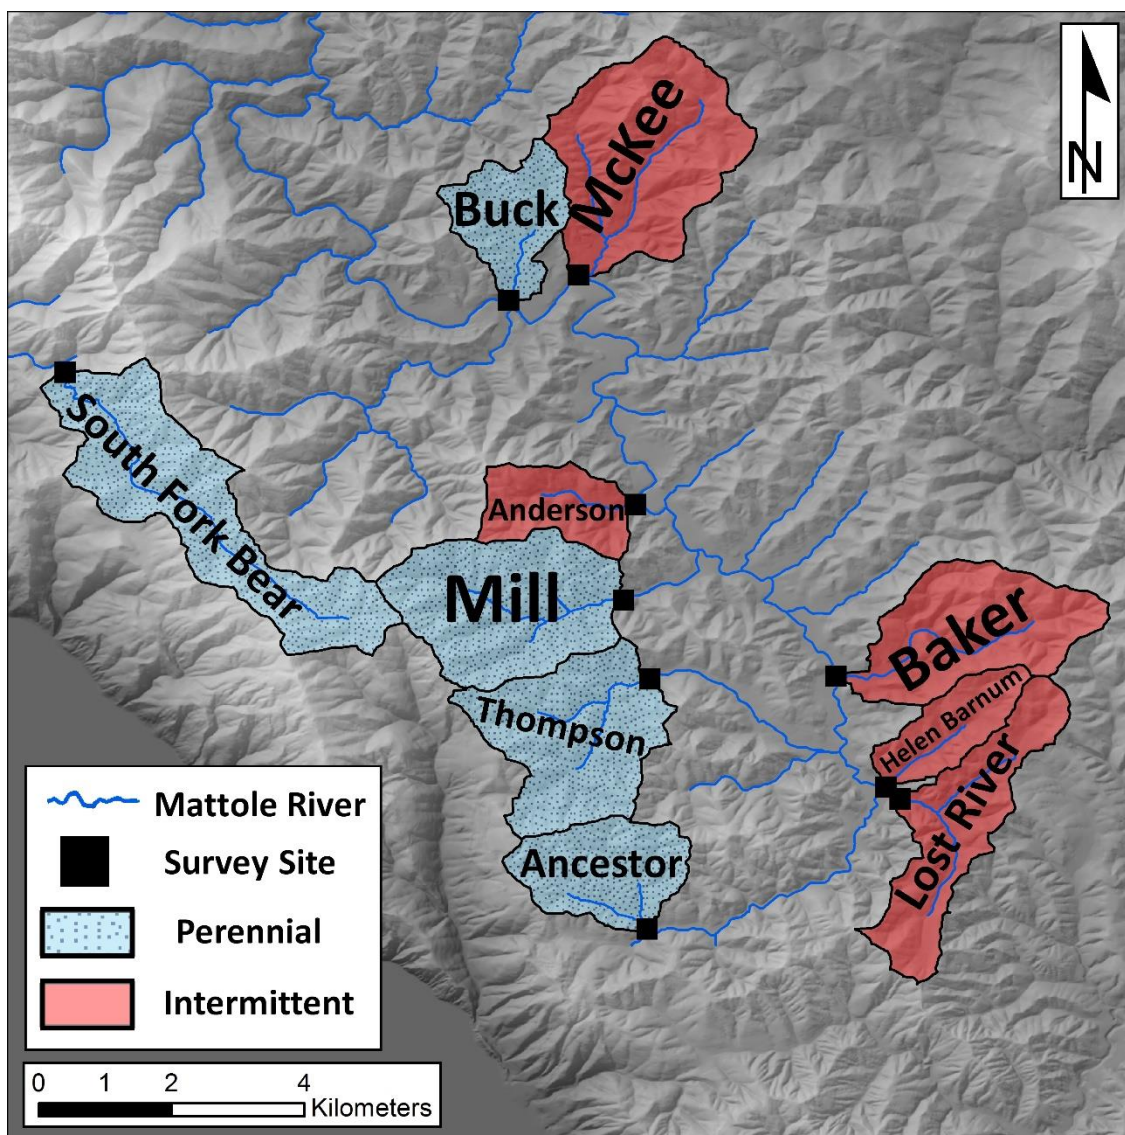 N
McKee
Buck
South Fork Bear
Anderson
Mill
Baker
Helen Barnum
Thompson
Lost River
Ancestor
Mattole River
Survey Site
Perennial
Intermittent
0 1 2 4
Kilometers